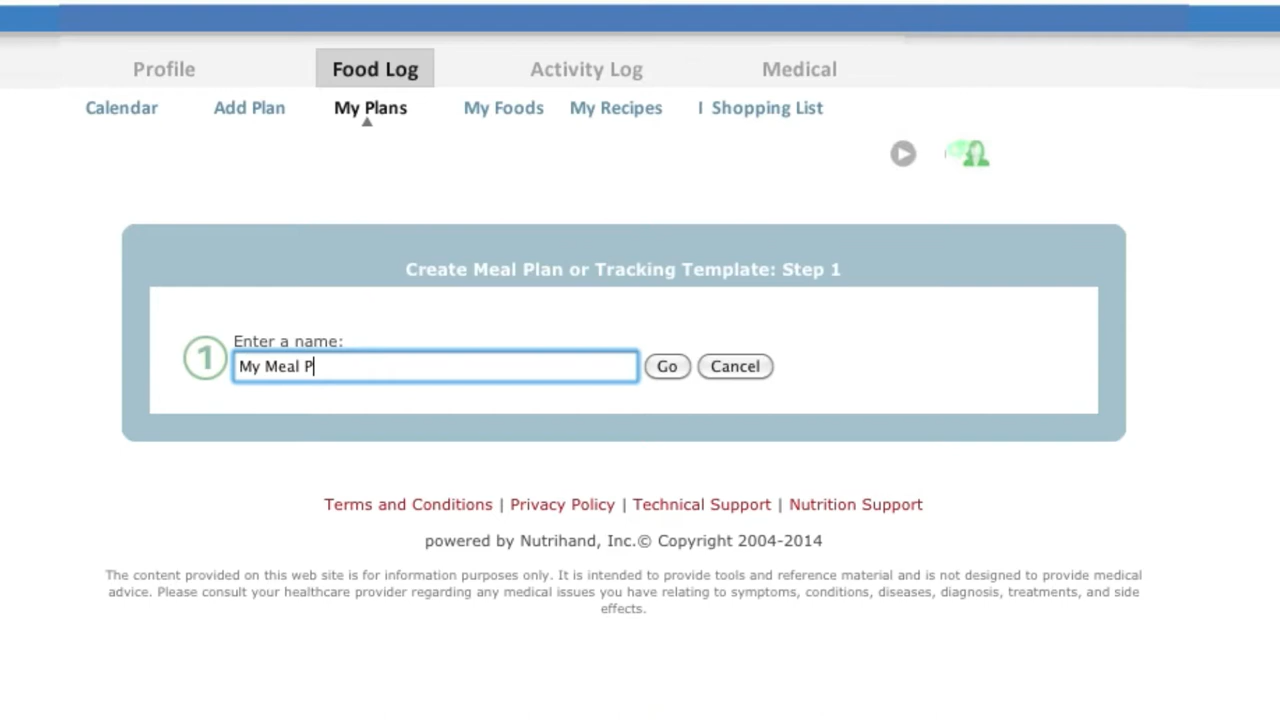 Profile Food Log Activity Log Medical
Calendar Add Plan My Plans My Foods My Recipes I Shopping List
Create Meal Plan or Tracking Template: Step 1
Enter a name:
1 My Meal P Go Cancel
Terms and Conditions | Privacy Policy | Technical Support | Nutrition Support
powered by Nutrihand, Inc.© Copyright 2004-2014
The content provided on this web site is for information purposes only. It is intended to provide tools and reference material and is not designed to provide medical
advice. Please consult your healthcare provider regarding any medical issues you have relating to symptoms, conditions, diseases, diagnosis, treatments, and side
effects.